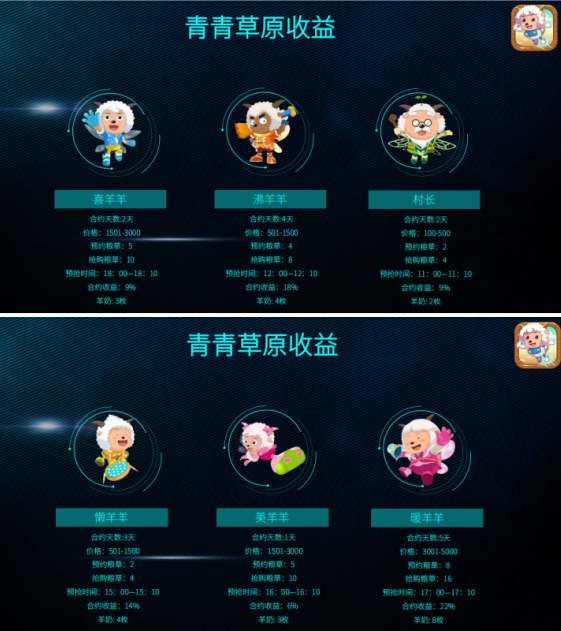 青青草原收益
喜羊羊
合约天数:2天
价格：1501-3000
预约粮草：5
抢购粮草：10
预抢时间：18：00—18：10
合约收益：9%
羊奶: 3枚
沸羊羊
合约天数:4天
价格：501-1500
预约粮草：4
抢购粮草：8
预抢时间：12：00—12：10
合约收益：18%
羊奶: 4枚
村长
合约天数:2天
价格：100-500
预约粮草：2
抢购粮草：4
预抢时间：11：00—11：10
合约收益：9%
羊奶: 2枚
青青草原收益
懒羊羊
合约天数:3天
价格：501-1500
预约粮草：2
抢购粮草：4
预抢时间：15：00—15：10
合约收益：14%
羊奶: 4枚
美羊羊
合约天数:1天
价格：1501-3000
预约粮草：5
抢购粮草：10
预抢时间：16：00—16：10
合约收益：6%
羊奶: 3枚
暖羊羊
合约天数:5天
价格：3001-5000
预约粮草：8
抢购粮草：16
预抢时间：17：00—17：10
合约收益：22%
羊奶: 8枚